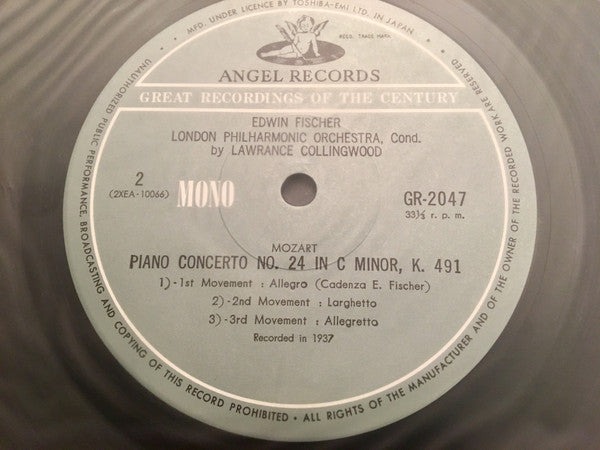 MFD. UNDER LICENCE BY TOSHIBA-EMI LTD. IN JAPAN
REGD. TRADE MARK
ANGEL RECORDS
GREAT RECORDINGS OF THE CENTURY
EDWIN FISCHER
LONDON PHILHARMONIC ORCHESTRA, Cond.
by LAWRANCE COLLINGWOOD
2
(2XEA-10066)
MONO
GR-2047
33⅓ r. p. m.
MOZART
PIANO CONCERTO NO. 24 IN C MINOR, K. 491
1)-1st Movement : Allegro (Cadenza E. Fischer)
2)-2nd Movement : Larghetto
3)-3rd Movement : Allegretto
Recorded in 1937
UNAUTHORIZED PUBLIC PERFORMANCE, BROADCASTING AND COPYING OF THIS RECORD PROHIBITED • ALL RIGHTS OF THE MANUFACTURER AND OF THE OWNER OF THE RECORDED WORK ARE RESERVED